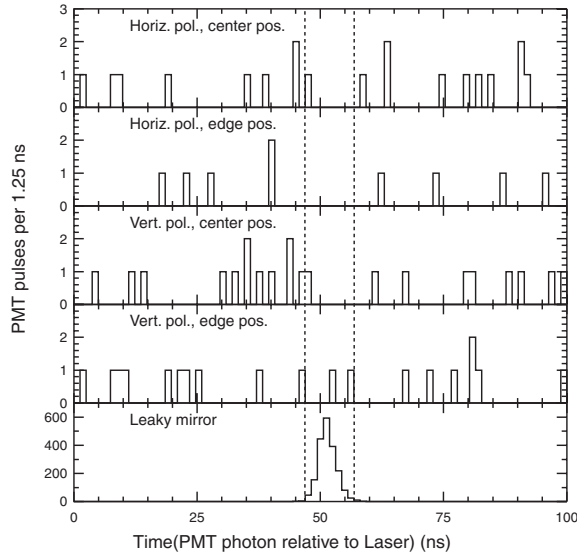 3
Horiz. pol., center pos.
2
1
0
Horiz. pol., edge pos.
2
1
0
Vert. pol., center pos.
2
1
0
Vert. pol., edge pos.
2
1
0
Leaky mirror
600
400
200
0
0 25 50 75 100
Time(PMT photon relative to Laser) (ns)
PMT pulses per 1.25 ns